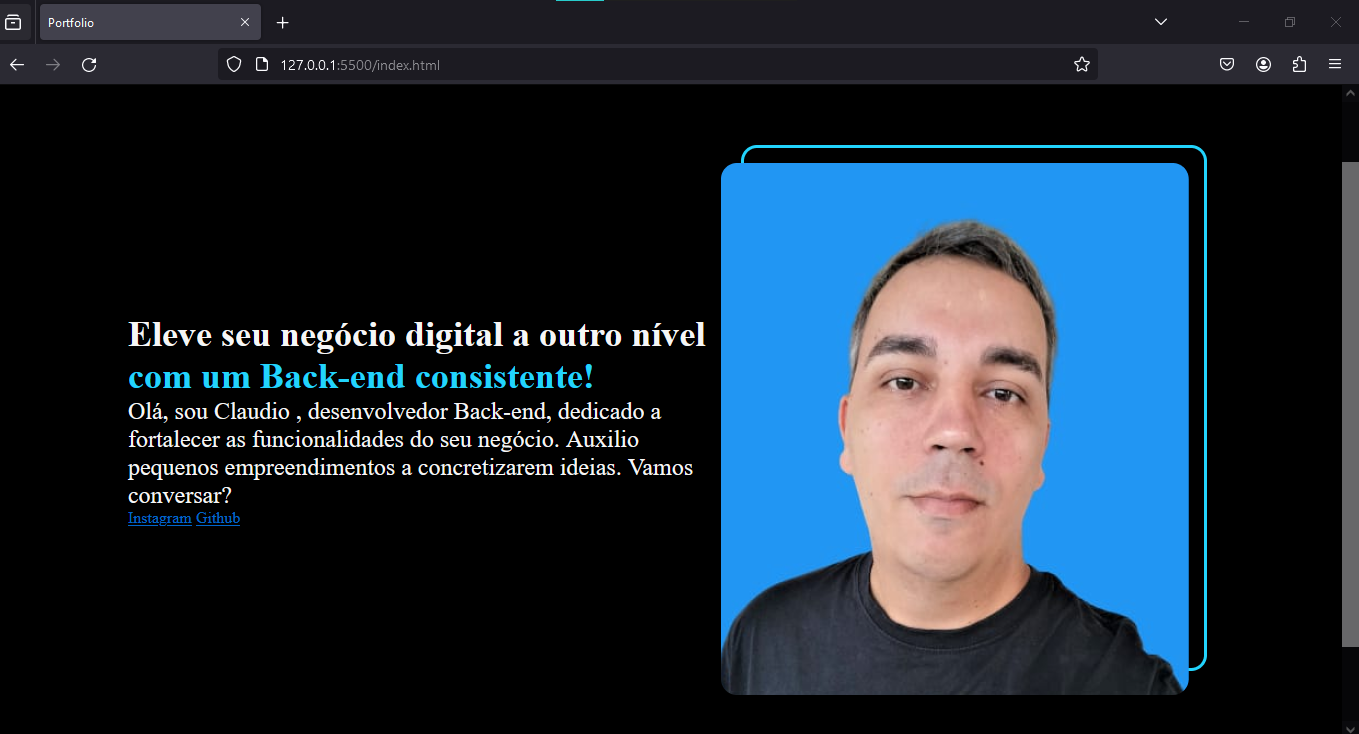 Portfolio
127.0.0.1:5500/index.html
Eleve seu negócio digital a outro nível
com um Back-end consistente!
Olá, sou Claudio , desenvolvedor Back-end, dedicado a
fortalecer as funcionalidades do seu negócio. Auxilio
pequenos empreendimentos a concretizarem ideias. Vamos
conversar?
Instagram Github